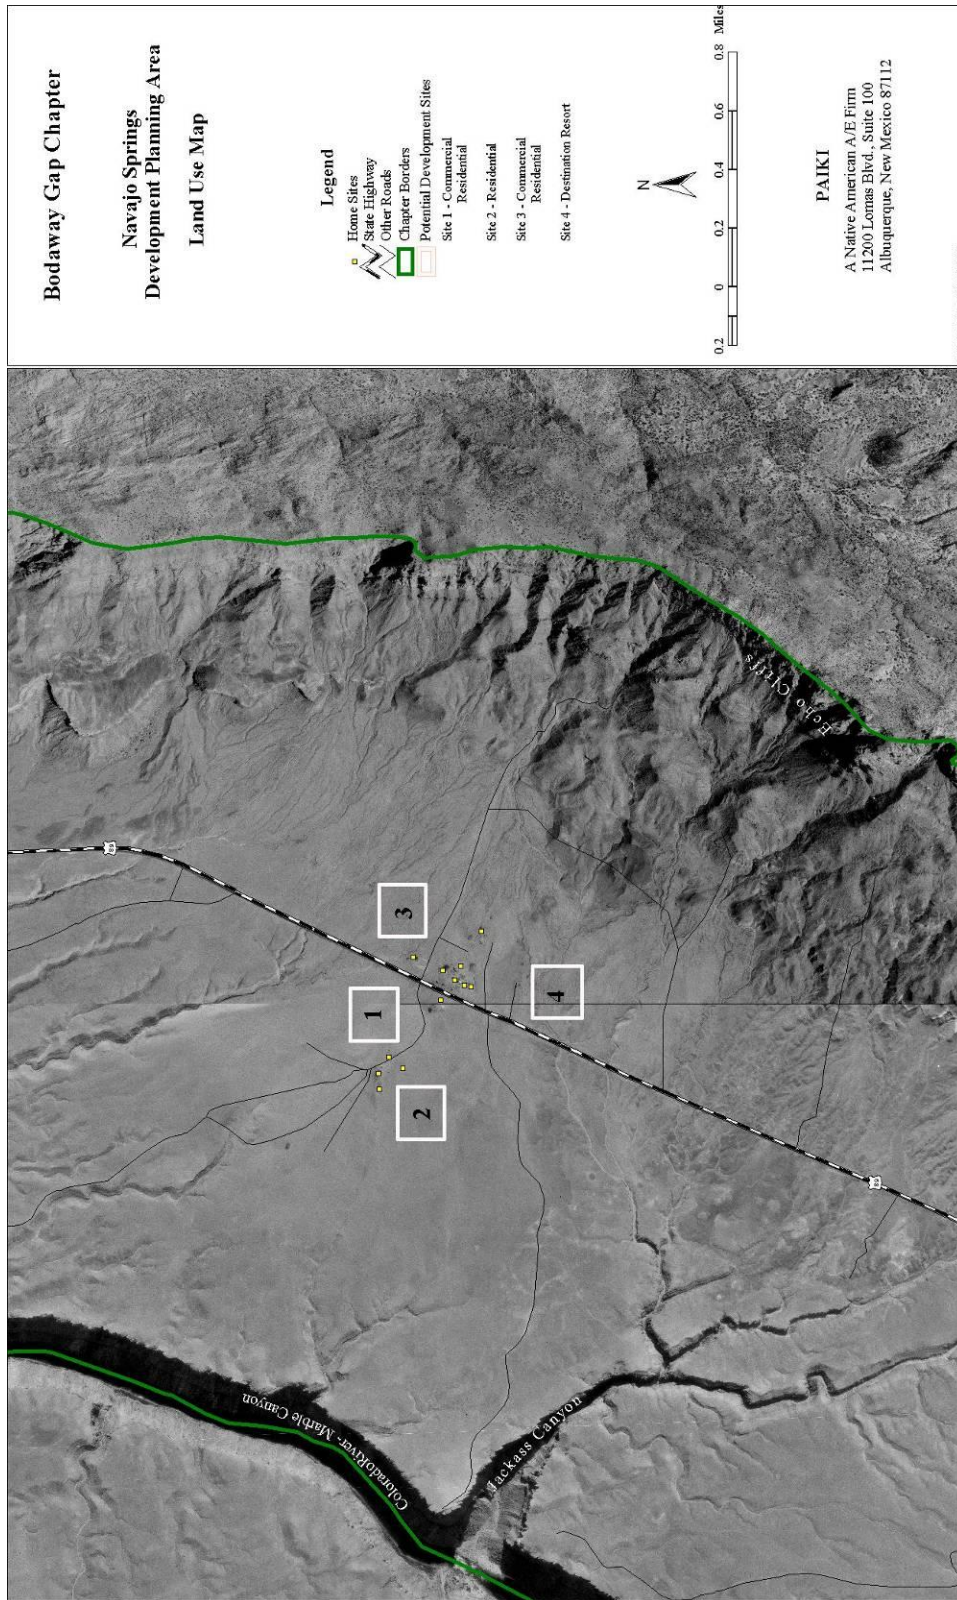 Bodaway Gap Chapter
Navajo Springs
Development Planning Area
Land Use Map
Legend
Home Sites
State Highway
Other Roads
Chapter Borders
Potential Development Sites
Site 1 - Commercial
Residential
Site 2 - Residential
Site 3 - Commercial
Residential
Site 4 - Destination Resort
N
0.2 0 0.2 0.4 0.6 0.8 Miles
PAIKI
A Native American A/E Firm
11200 Lomas Blvd., Suite 100
Albuquerque, New Mexico 87112
ColoradoRiver- Marble Canyon
Jackass Canyon
Echo Cliffs
1
2
3
4
89